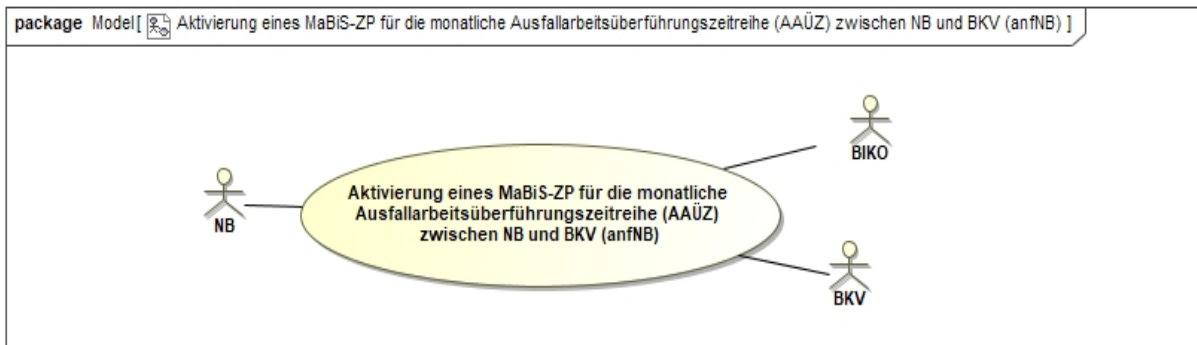 package Model[ Aktivierung eines MaBiS-ZP für die monatliche Ausfallarbeitsüberführungszeitreihe (AAÜZ) zwischen NB und BKV (anfNB) ]
BIKO
Aktivierung eines MaBiS-ZP für die monatliche
Ausfallarbeitsüberführungszeitreihe (AAÜZ)
zwischen NB und BKV (anfNB)
NB
BKV